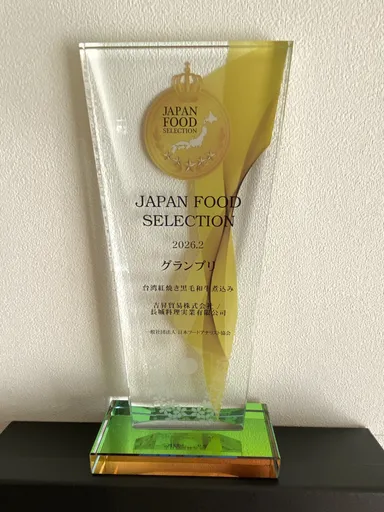 JAPAN
FOOD
SELECTION
JAPAN FOOD
SELECTION
2026.2
グランプリ
台湾紅焼き黒毛和牛煮込み
吉昇貿易株式会社／
長城料理実業有限公司
一般社団法人 日本フードアナリスト協会